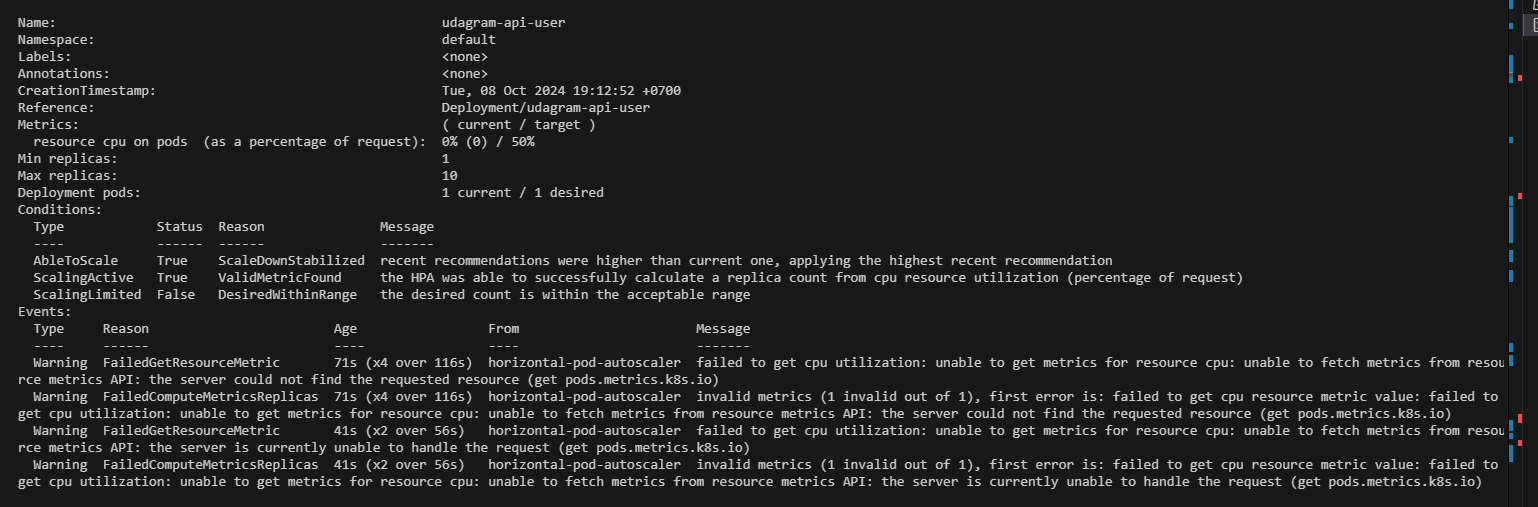 Name:                                                  udagram-api-user
Namespace:                                             default
Labels:                                                <none>
Annotations:                                           <none>
CreationTimestamp:                                     Tue, 08 Oct 2024 19:12:52 +0700
Reference:                                             Deployment/udagram-api-user
Metrics:                                               ( current / target )
  resource cpu on pods  (as a percentage of request):  0% (0) / 50%
Min replicas:                                          1
Max replicas:                                          10
Deployment pods:                                       1 current / 1 desired
Conditions:
  Type            Status  Reason               Message
  ----            ------  ------               -------
  AbleToScale     True    ScaleDownStabilized  recent recommendations were higher than current one, applying the highest recent recommendation
  ScalingActive   True    ValidMetricFound     the HPA was able to successfully calculate a replica count from cpu resource utilization (percentage of request)
  ScalingLimited  False   DesiredWithinRange   the desired count is within the acceptable range
Events:
  Type     Reason                        Age                 From                       Message
  ----     ------                        ----                ----                       -------
  Warning  FailedGetResourceMetric       71s (x4 over 116s)  horizontal-pod-autoscaler  failed to get cpu utilization: unable to get metrics for resource cpu: unable to fetch metrics from resou
rce metrics API: the server could not find the requested resource (get pods.metrics.k8s.io)
  Warning  FailedComputeMetricsReplicas  71s (x4 over 116s)  horizontal-pod-autoscaler  invalid metrics (1 invalid out of 1), first error is: failed to get cpu resource metric value: failed to
get cpu utilization: unable to get metrics for resource cpu: unable to fetch metrics from resource metrics API: the server could not find the requested resource (get pods.metrics.k8s.io)
  Warning  FailedGetResourceMetric       41s (x2 over 56s)   horizontal-pod-autoscaler  failed to get cpu utilization: unable to get metrics for resource cpu: unable to fetch metrics from resou
rce metrics API: the server is currently unable to handle the request (get pods.metrics.k8s.io)
  Warning  FailedComputeMetricsReplicas  41s (x2 over 56s)   horizontal-pod-autoscaler  invalid metrics (1 invalid out of 1), first error is: failed to get cpu resource metric value: failed to
get cpu utilization: unable to get metrics for resource cpu: unable to fetch metrics from resource metrics API: the server is currently unable to handle the request (get pods.metrics.k8s.io)